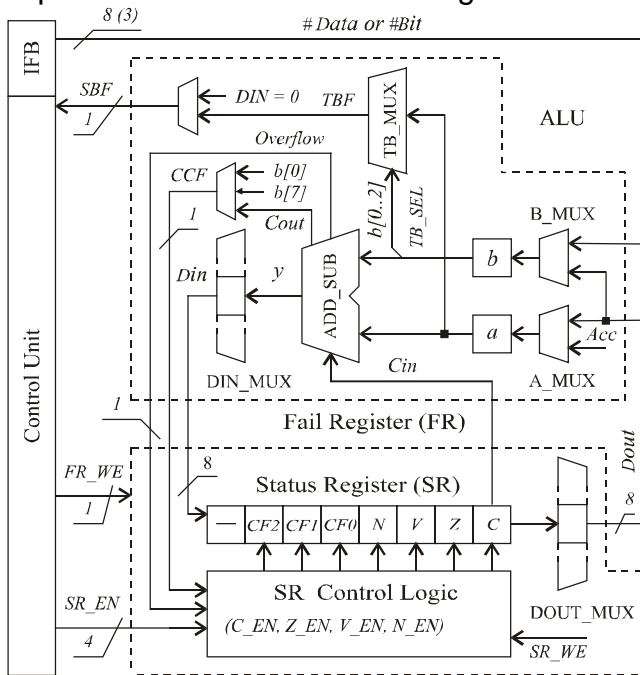 8 (3)
# Data or #Bit
IFB
SBF
1
DIN = 0
TBF
TB_MUX
ALU
Overflow
CCF
b[0]
b[7]
Cout
1
b[0..2]
TB_SEL
B_MUX
b
Din
y
ADD_SUB
a
Acc
DIN_MUX
A_MUX
Cin
Control Unit
1
Fail Register (FR)
Dout
FR_WE
1
8
Status Register (SR)
8
— CF2 CF1 CF0 N V Z C
SR_EN
4
SR Control Logic
(C_EN, Z_EN, V_EN, N_EN)
DOUT_MUX
SR_WE